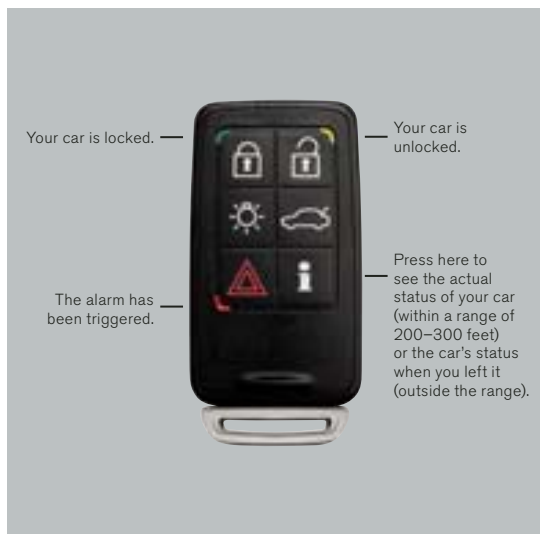 Your car is locked.
Your car is
unlocked.
The alarm has
been triggered.
Press here to
see the actual
status of your car
(within a range of
200–300 feet)
or the car's status
when you left it
(outside the range).